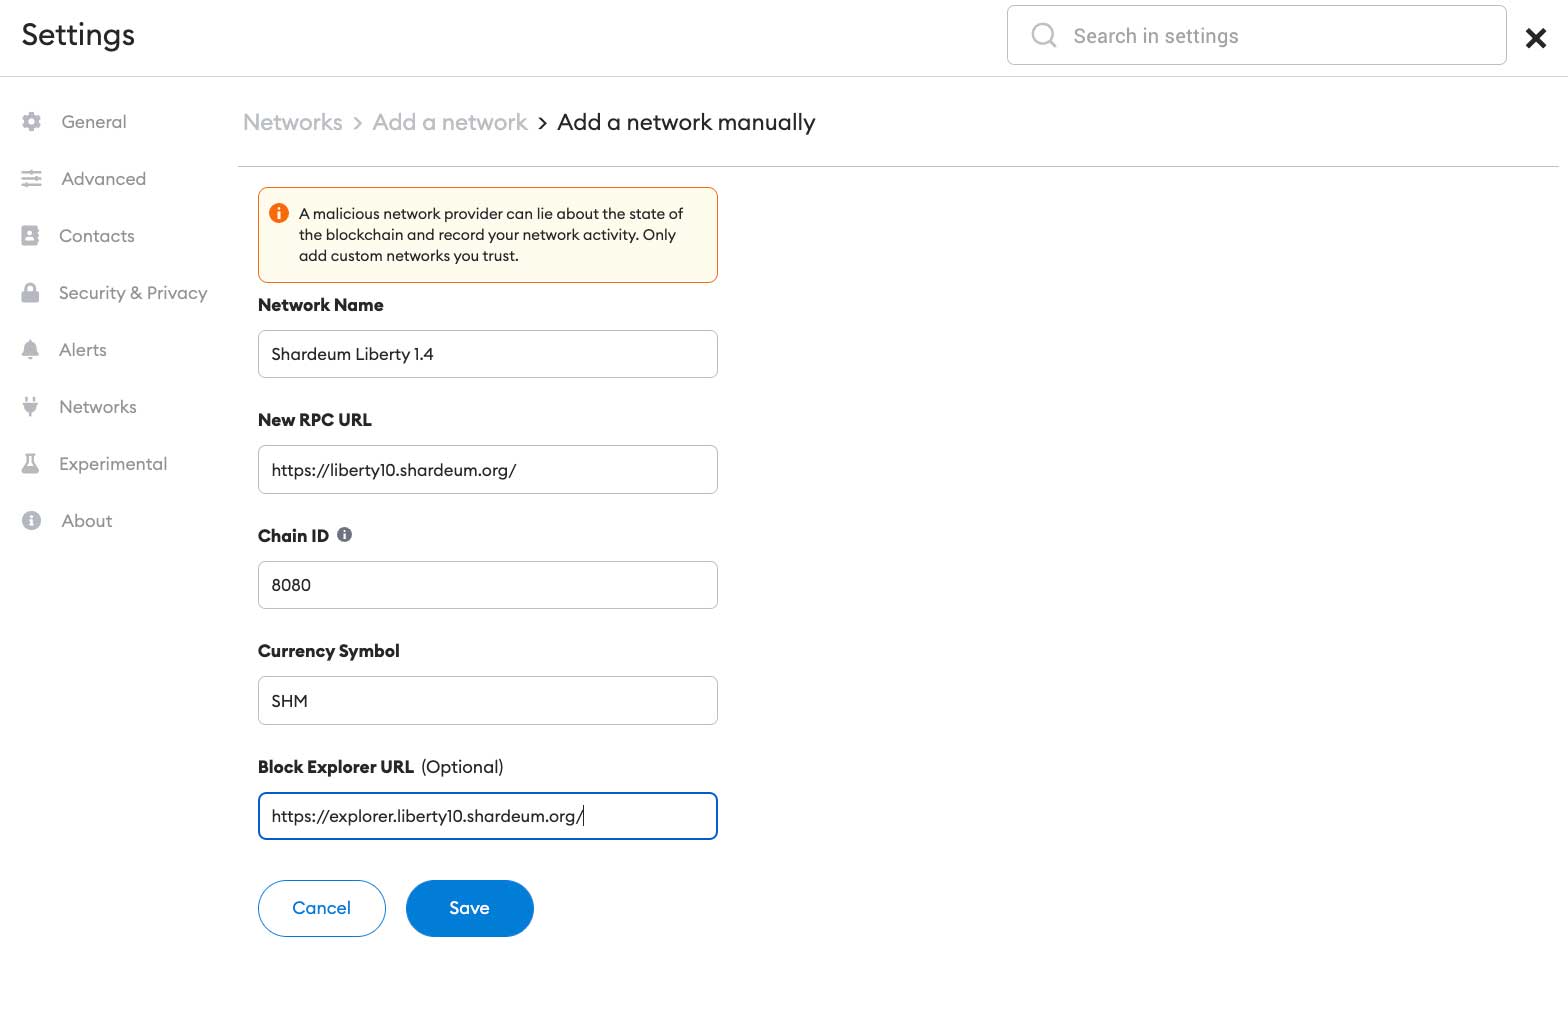 Settings
Search in settings
General
Advanced
Contacts
Security & Privacy
Alerts
Networks
Experimental
About
Networks > Add a network > Add a network manually
A malicious network provider can lie about the state of
the blockchain and record your network activity. Only
add custom networks you trust.
Network Name
Shardeum Liberty 1.4
New RPC URL
https://liberty10.shardeum.org/
Chain ID
8080
Currency Symbol
SHM
Block Explorer URL (Optional)
https://explorer.liberty10.shardeum.org/
Cancel Save